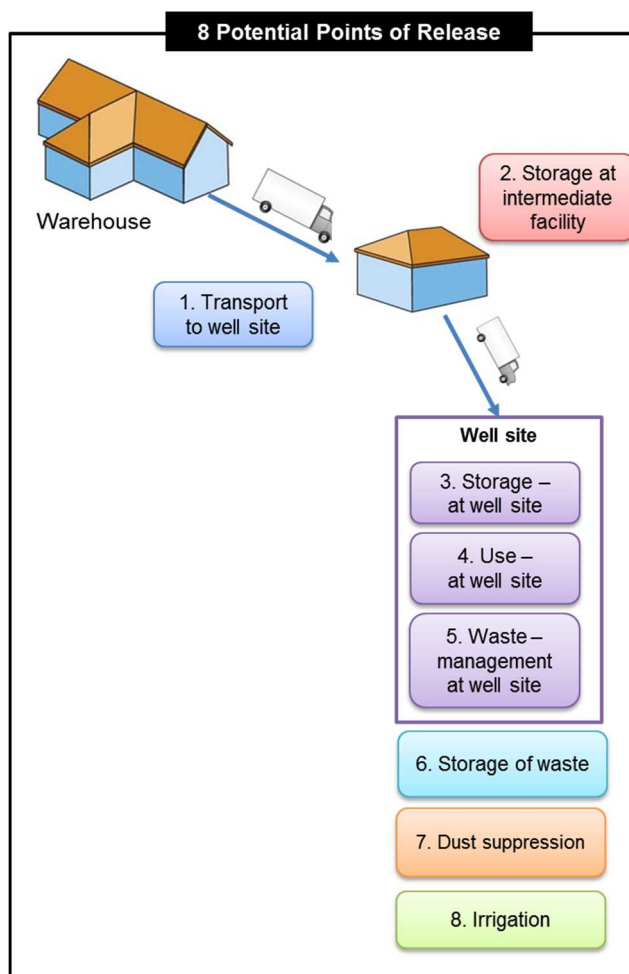 8 Potential Points of Release
Warehouse
1. Transport
to well site
2. Storage at
intermediate
facility
Well site
3. Storage –
at well site
4. Use –
at well site
5. Waste –
management
at well site
6. Storage of waste
7. Dust suppression
8. Irrigation